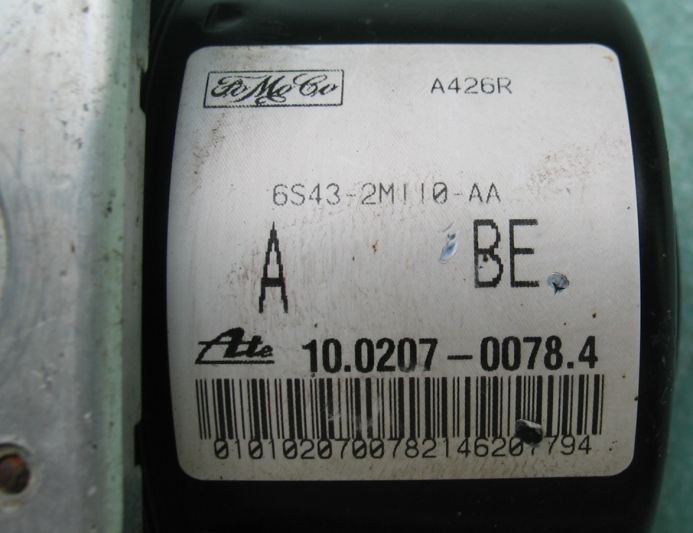 FoMoCo A426R
6S43-2M110-AA
A BE
Ate 10.0207-0078.4
0101020700782146207794